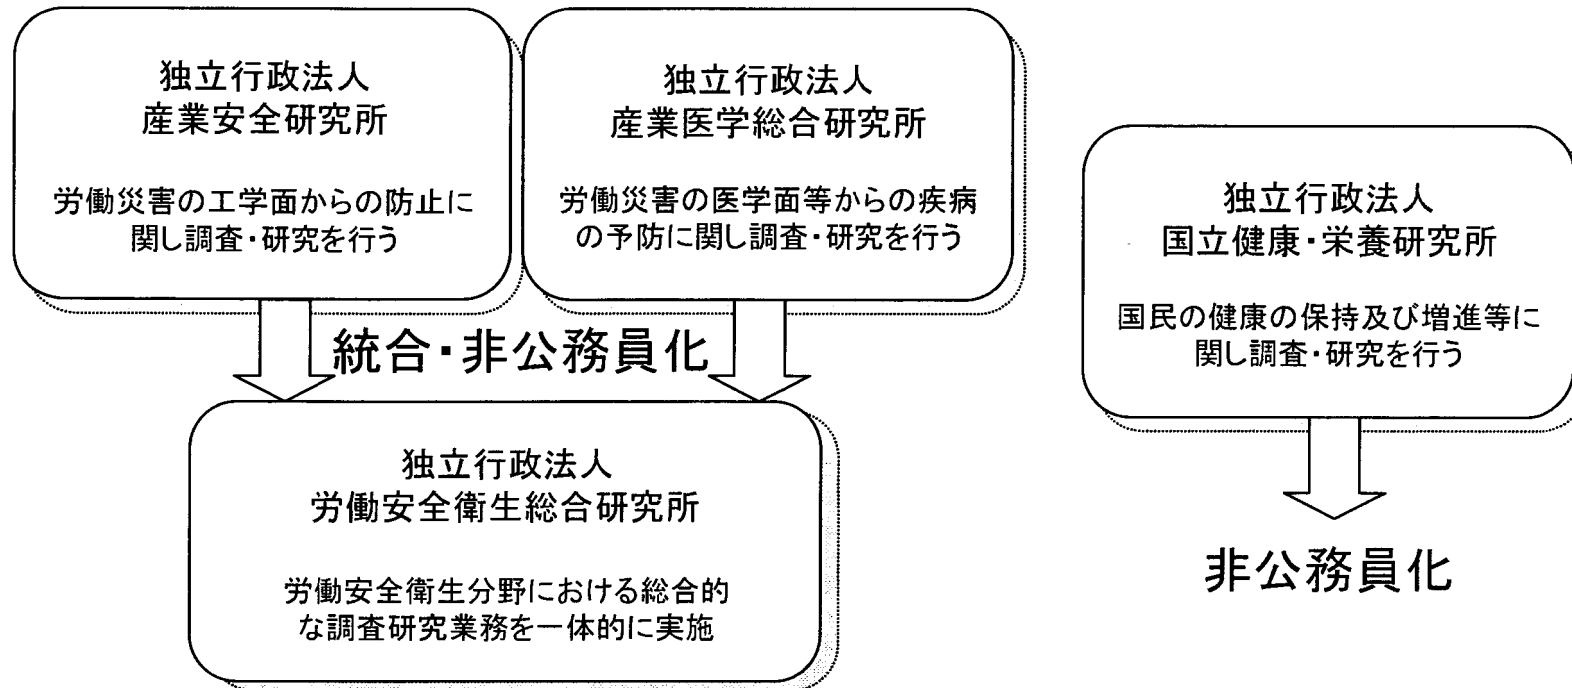 独立行政法人
産業安全研究所
労働災害の工学面からの防止に
関し調査・研究を行う
独立行政法人
産業医学総合研究所
労働災害の医学面等からの疾病
の予防に関し調査・研究を行う
独立行政法人
国立健康・栄養研究所
国民の健康の保持及び増進等に
関し調査・研究を行う
統合・非公務員化
独立行政法人
労働安全衛生総合研究所
労働安全衛生分野における総合的
な調査研究業務を一体的に実施
非公務員化